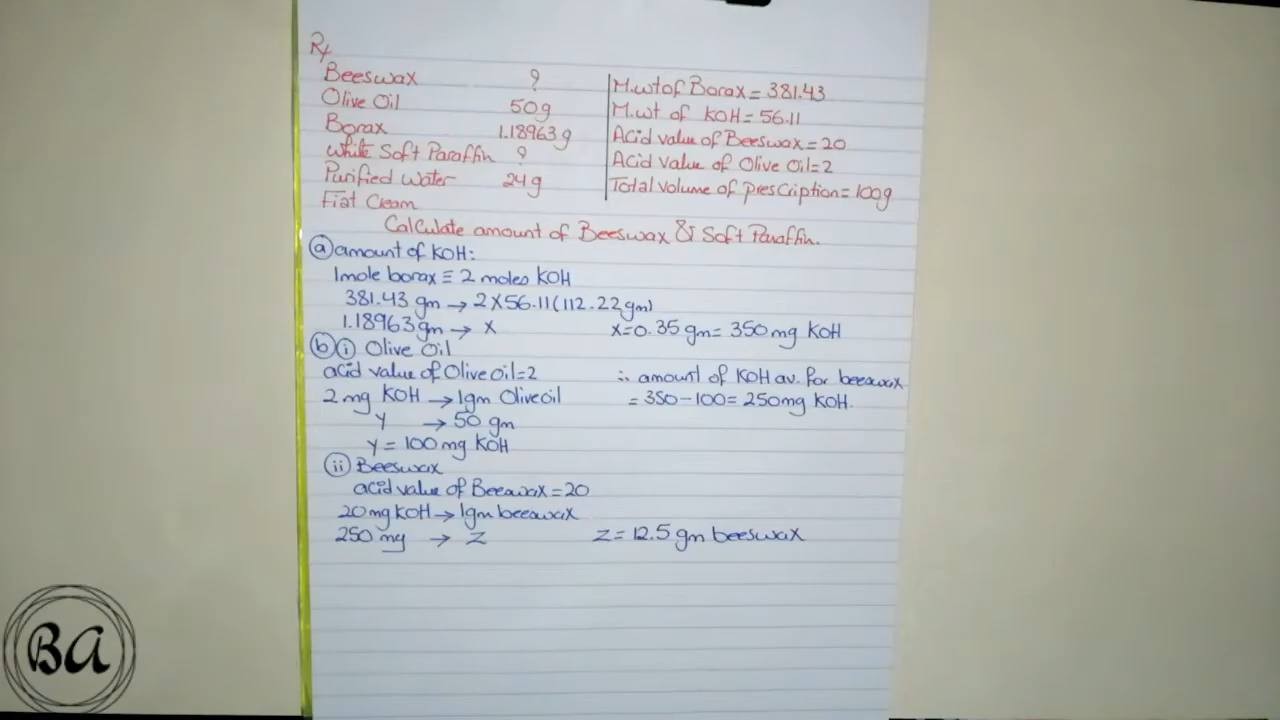 Rx
Beeswax ?
Olive Oil 50g
Borax 1.18963g
White Soft Paraffin ?
Purified Water 24g
Fiat Cream
M.wt of Borax = 381.43
M.wt of KOH = 56.11
Acid value of Beeswax = 20
Acid value of Olive Oil = 2
Total volume of prescription = 100g
Calculate amount of Beeswax & Soft Paraffin.
(a) amount of KOH:
1mole borax ≡ 2 moles KOH
381.43 gm → 2 x 56.11 (112.22 gm)
1.18963 gm → x x = 0.35 gm = 350 mg KOH
(b) (i) Olive Oil
acid value of Olive oil = 2
2 mg KOH → 1gm Olive oil
y → 50 gm
y = 100 mg KOH
∴ amount of KOH av. for beeswax
= 350 - 100 = 250 mg KOH.
(ii) Beeswax
acid value of Beeswax = 20
20 mg KOH → 1gm beeswax
250 mg → Z Z = 12.5 gm beeswax
BA